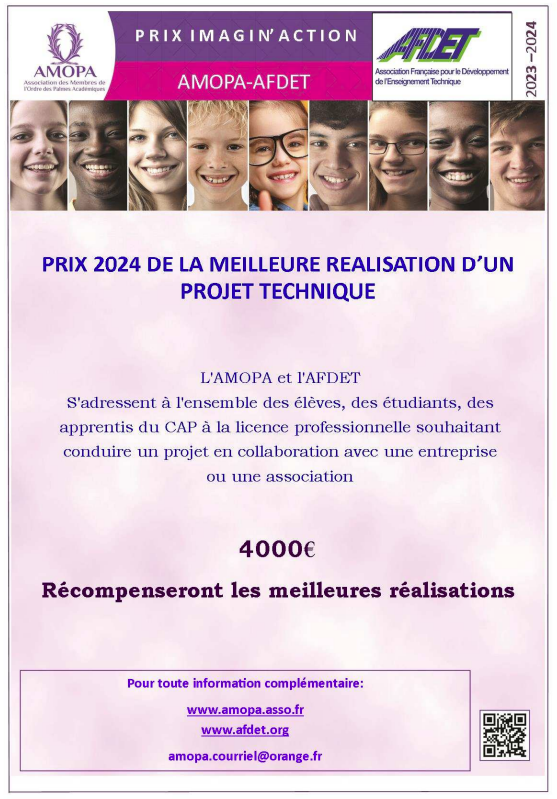 AMOPA
Association des Membres de
l'Ordre des Palmes Académiques
PRIX IMAGIN'ACTION
AMOPA-AFDET
AFDET
Association Française pour le Développement
de l'Enseignement Technique
2023–2024
PRIX 2024 DE LA MEILLEURE REALISATION D'UN
PROJET TECHNIQUE
L'AMOPA et l'AFDET
S'adressent à l'ensemble des élèves, des étudiants, des
apprentis du CAP à la licence professionnelle souhaitant
conduire un projet en collaboration avec une entreprise
ou une association
4000€
Récompenseront les meilleures réalisations
Pour toute information complémentaire:
www.amopa.asso.fr
www.afdet.org
amopa.courriel@orange.fr